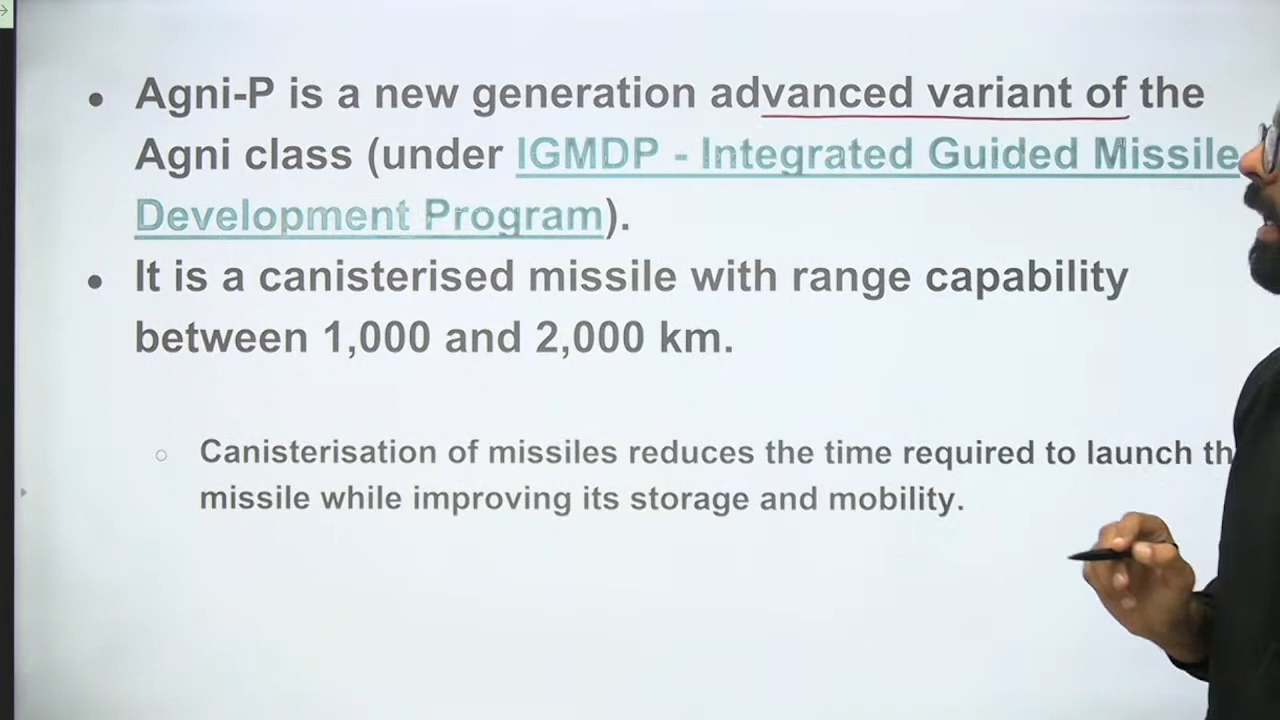 • Agni-P is a new generation advanced variant of the
Agni class (under IGMDP - Integrated Guided Missile
Development Program).
• It is a canisterised missile with range capability
between 1,000 and 2,000 km.
○ Canisterisation of missiles reduces the time required to launch th
missile while improving its storage and mobility.